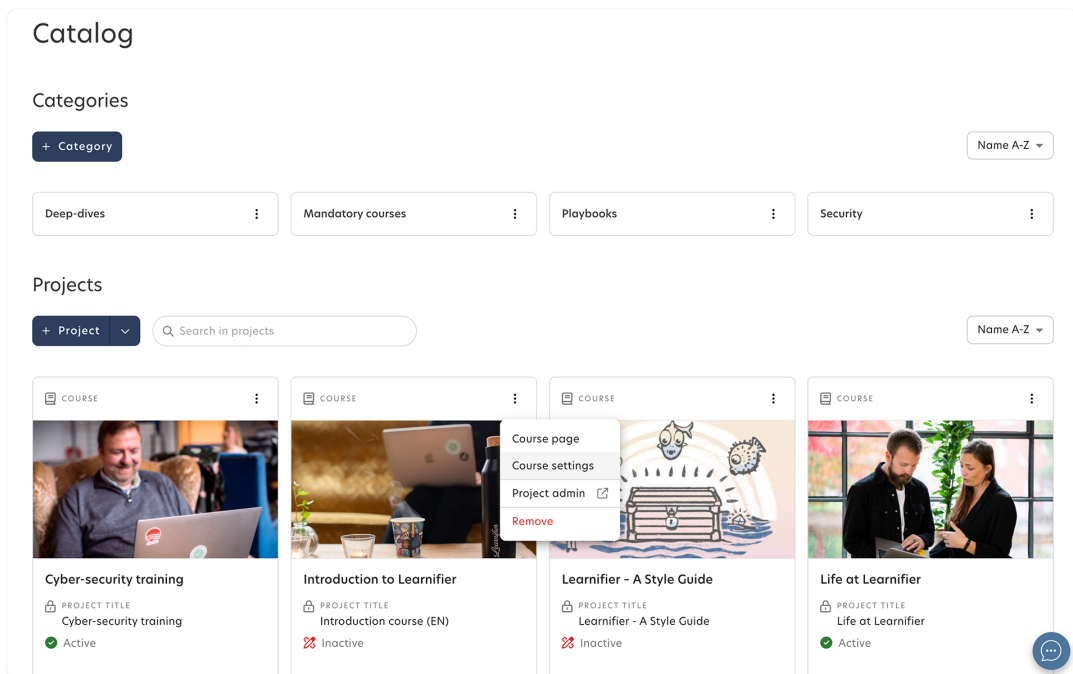 Catalog
Categories
+ Category
Name A-Z
Deep-dives
Mandatory courses
Playbooks
Security
Projects
+ Project
Search in projects
Name A-Z
COURSE
COURSE
COURSE
COURSE
Course page
Course settings
Project admin
Remove
Learnifier
Cyber-security training
PROJECT TITLE
Cyber-security training
Active
Introduction to Learnifier
PROJECT TITLE
Introduction course (EN)
Inactive
Learnifier – A Style Guide
PROJECT TITLE
Learnifier - A Style Guide
Inactive
Life at Learnifier
PROJECT TITLE
Life at Learnifier
Active